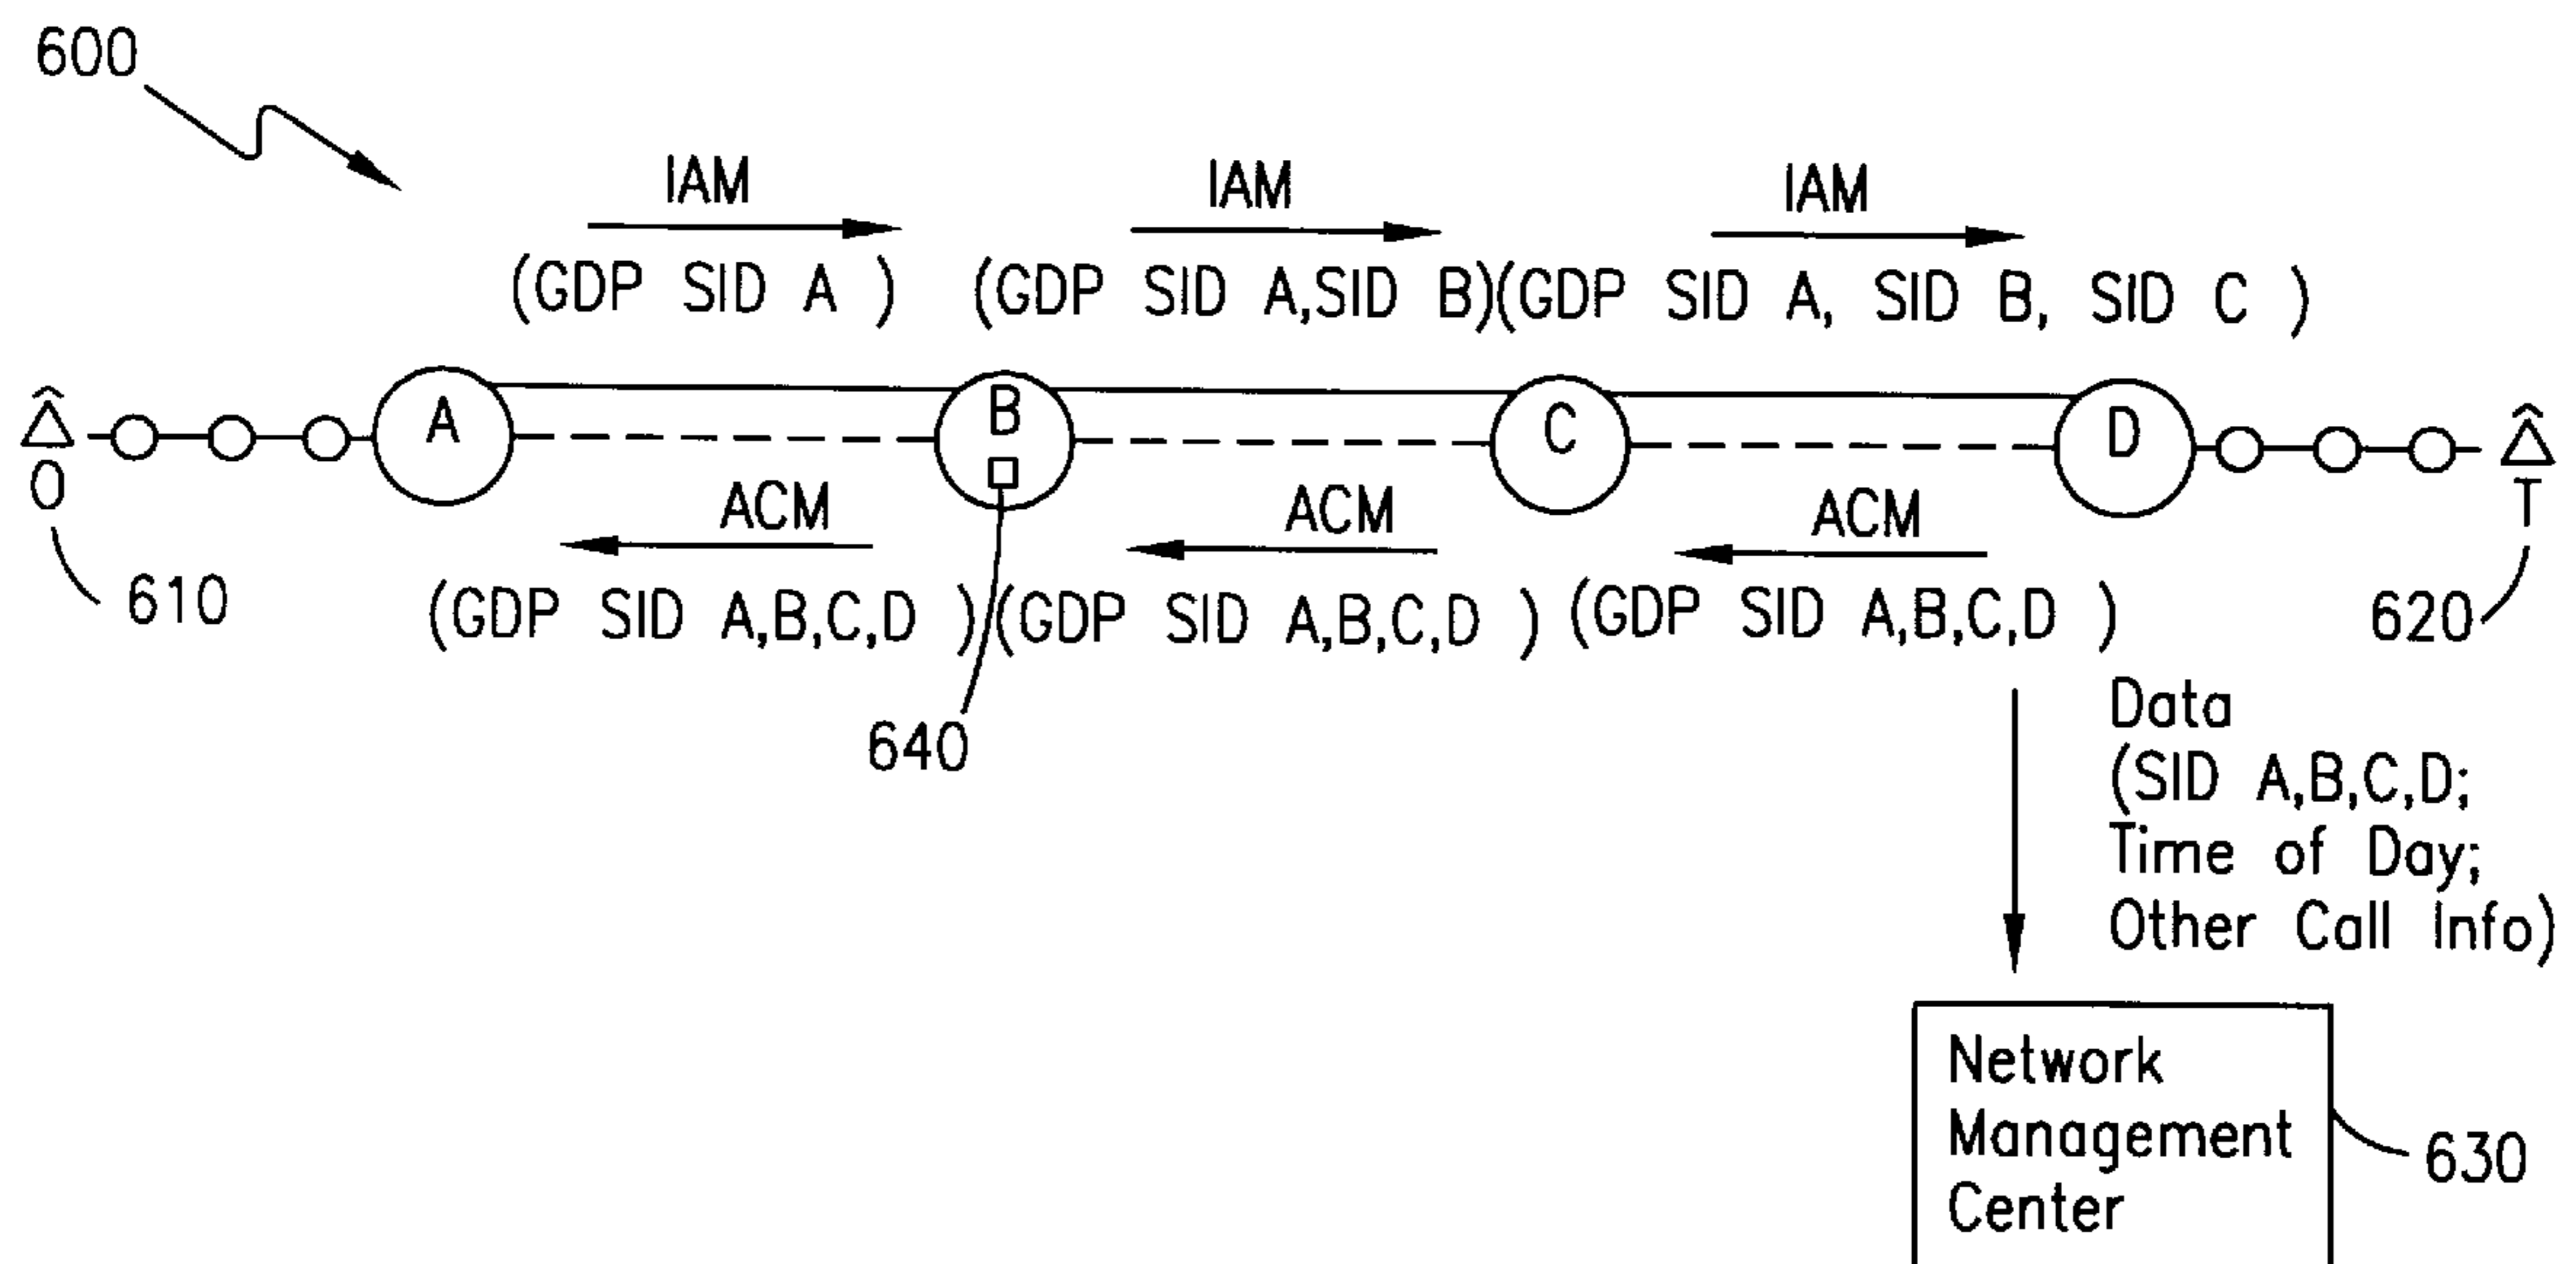 600
IAM IAM IAM
(GDP SID A ) (GDP SID A,SID B)(GDP SID A, SID B, SID C )
A B C D
O T
ACM ACM ACM
610 (GDP SID A,B,C,D )(GDP SID A,B,C,D ) (GDP SID A,B,C,D ) 620
640
Data
(SID A,B,C,D;
Time of Day;
Other Call Info)
Network
Management
Center
630